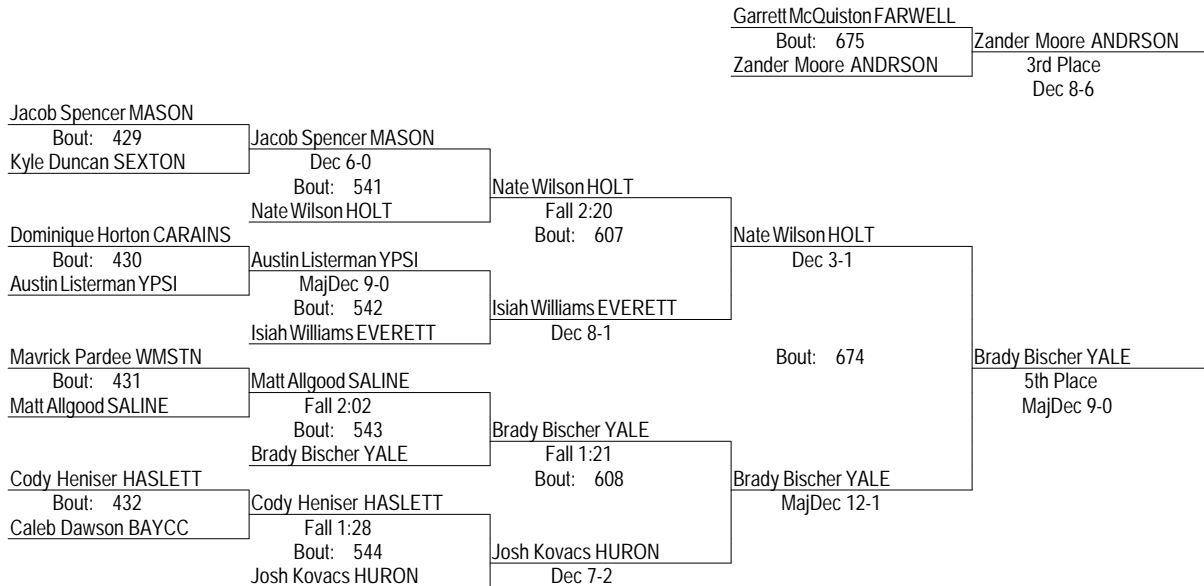 Garrett McQuiston FARWELL
Bout: 675
Zander Moore ANDRSON
Zander Moore ANDRSON
3rd Place
Dec 8-6
Jacob Spencer MASON
Bout: 429
Kyle Duncan SEXTON
Jacob Spencer MASON
Dec 6-0
Bout: 541
Nate Wilson HOLT
Nate Wilson HOLT
Fall 2:20
Bout: 607
Dominique Horton CARAINS
Bout: 430
Austin Listerman YPSI
Austin Listerman YPSI
MajDec 9-0
Bout: 542
Isiah Williams EVERETT
Isiah Williams EVERETT
Dec 8-1
Nate Wilson HOLT
Dec 3-1
Mavrick Pardee WMSTN
Bout: 431
Matt Allgood SALINE
Matt Allgood SALINE
Fall 2:02
Bout: 543
Brady Bischer YALE
Brady Bischer YALE
Fall 1:21
Bout: 608
Cody Heniser HASLETT
Bout: 432
Caleb Dawson BAYCC
Cody Heniser HASLETT
Fall 1:28
Bout: 544
Josh Kovacs HURON
Josh Kovacs HURON
Dec 7-2
Brady Bischer YALE
MajDec 12-1
Bout: 674
Brady Bischer YALE
5th Place
MajDec 9-0